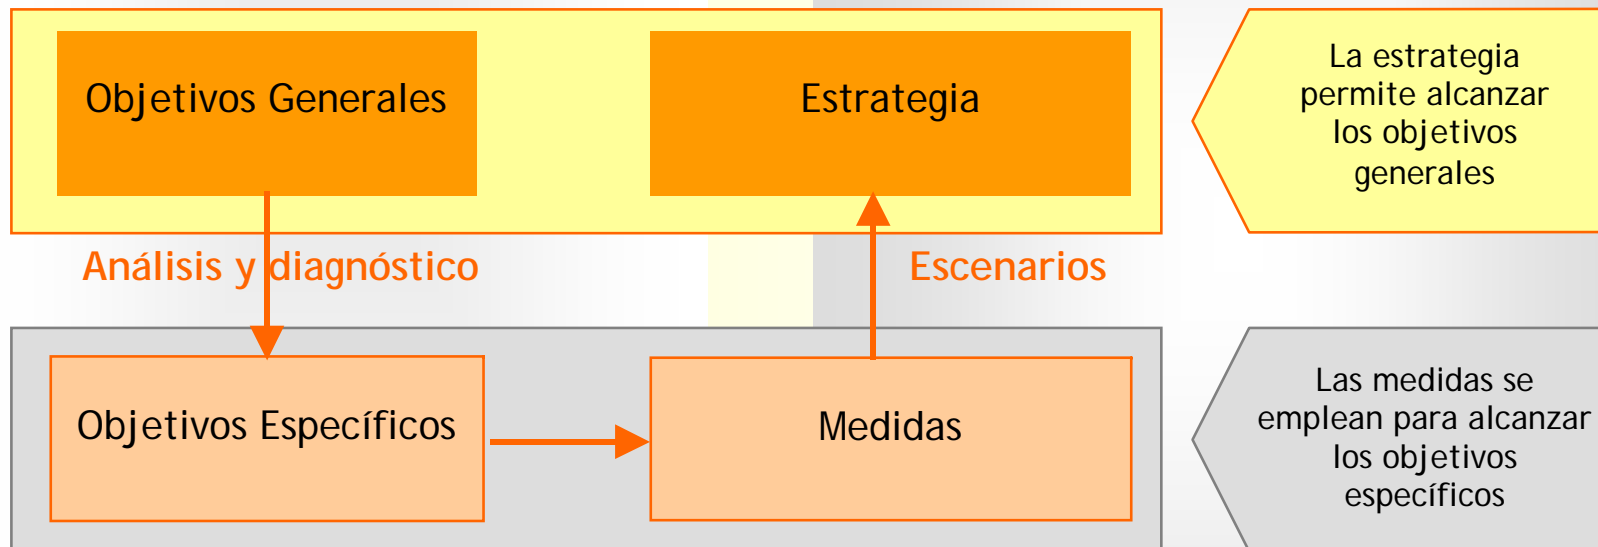 Objetivos Generales
Estrategia
La estrategia
permite alcanzar
los objetivos
generales
Análisis y diagnóstico
Escenarios
Objetivos Específicos
Medidas
Las medidas se
emplean para alcanzar
los objetivos
específicos